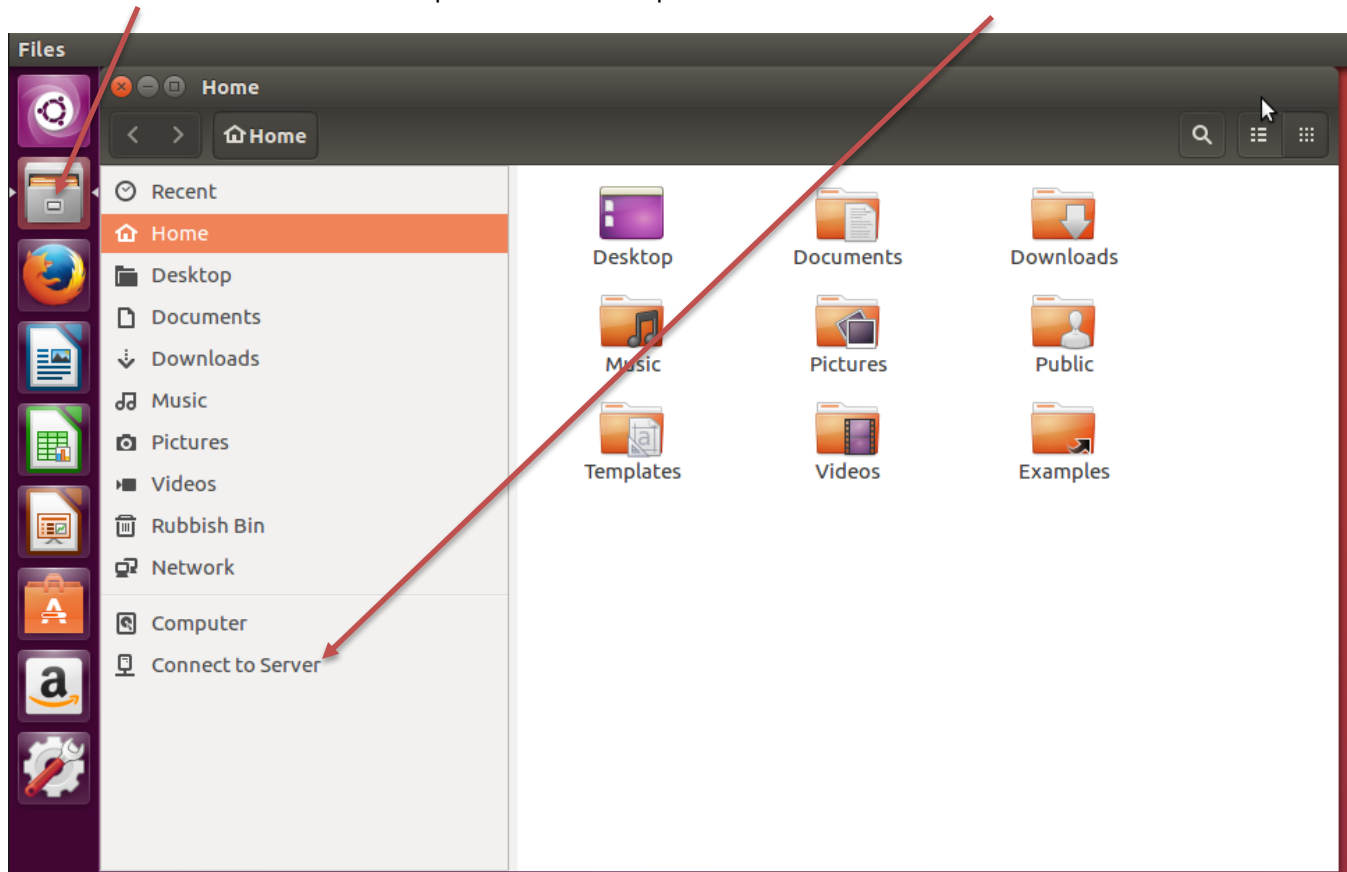 Files
Home
Home
Recent
Home
Desktop
Documents
Downloads
Music
Pictures
Videos
Rubbish Bin
Network
Computer
Connect to Server
Desktop
Documents
Downloads
Music
Pictures
Public
Templates
Videos
Examples